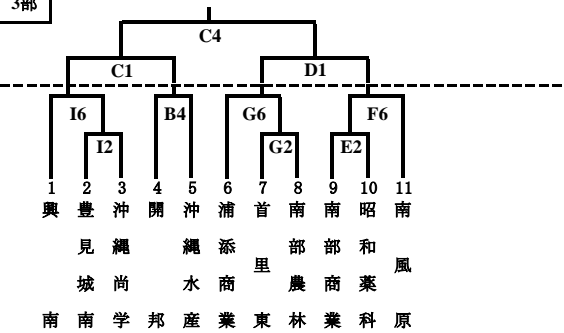 3部
C4
C1 D1
I6 B4 G6 F6
I2 G2 E2
1 2 3 4 5 6 7 8 9 10 11
興南
豊見城南
沖縄尚学
開邦
沖縄水産
浦添商業
首里東
南部農林
南部商業
昭和薬科
南風原